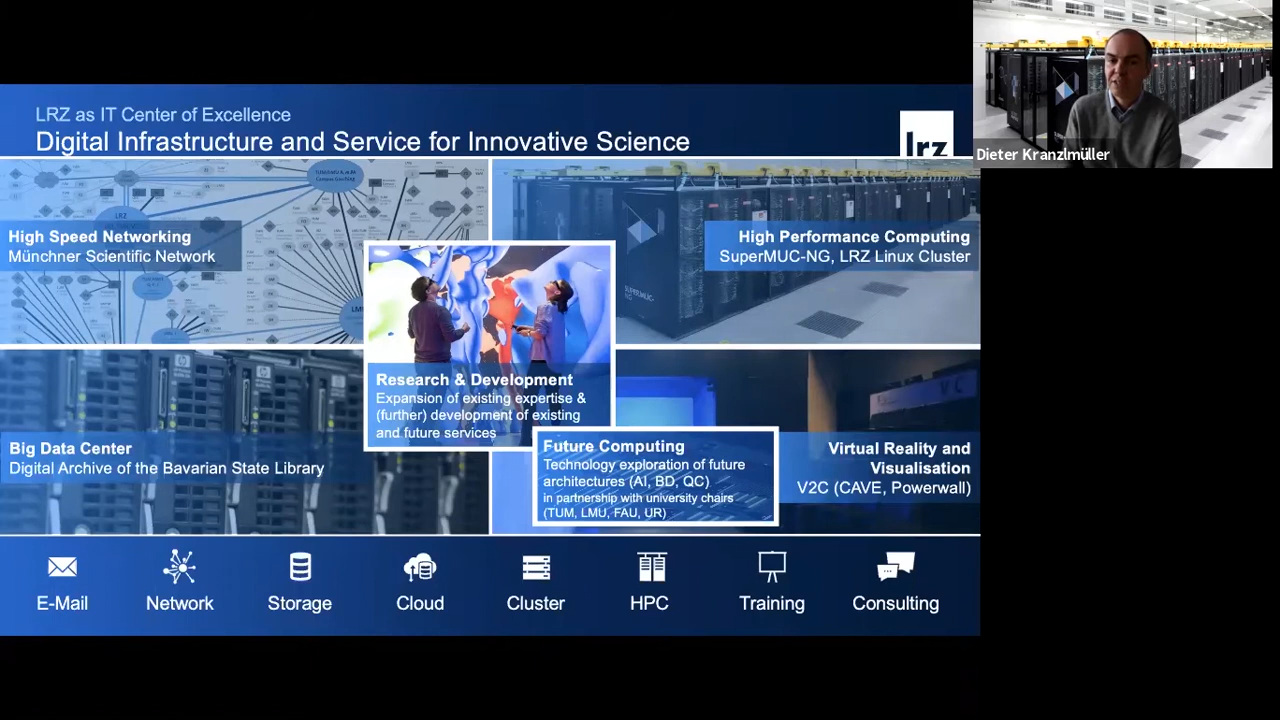 LRZ as IT Center of Excellence
Digital Infrastructure and Service for Innovative Science
lrz
Dieter Kranzlmüller
High Speed Networking
Münchner Scientific Network
LRZ
High Performance Computing
SuperMUC-NG, LRZ Linux Cluster
SUPERMUC-NG
Research & Development
Expansion of existing expertise &
(further) development of existing
and future services
Big Data Center
Digital Archive of the Bavarian State Library
Future Computing
Technology exploration of future
architectures (AI, BD, QC)
in partnership with university chairs
(TUM, LMU, FAU, UR)
Virtual Reality and
Visualisation
V2C (CAVE, Powerwall)
E-Mail
Network
Storage
Cloud
Cluster
HPC
Training
Consulting